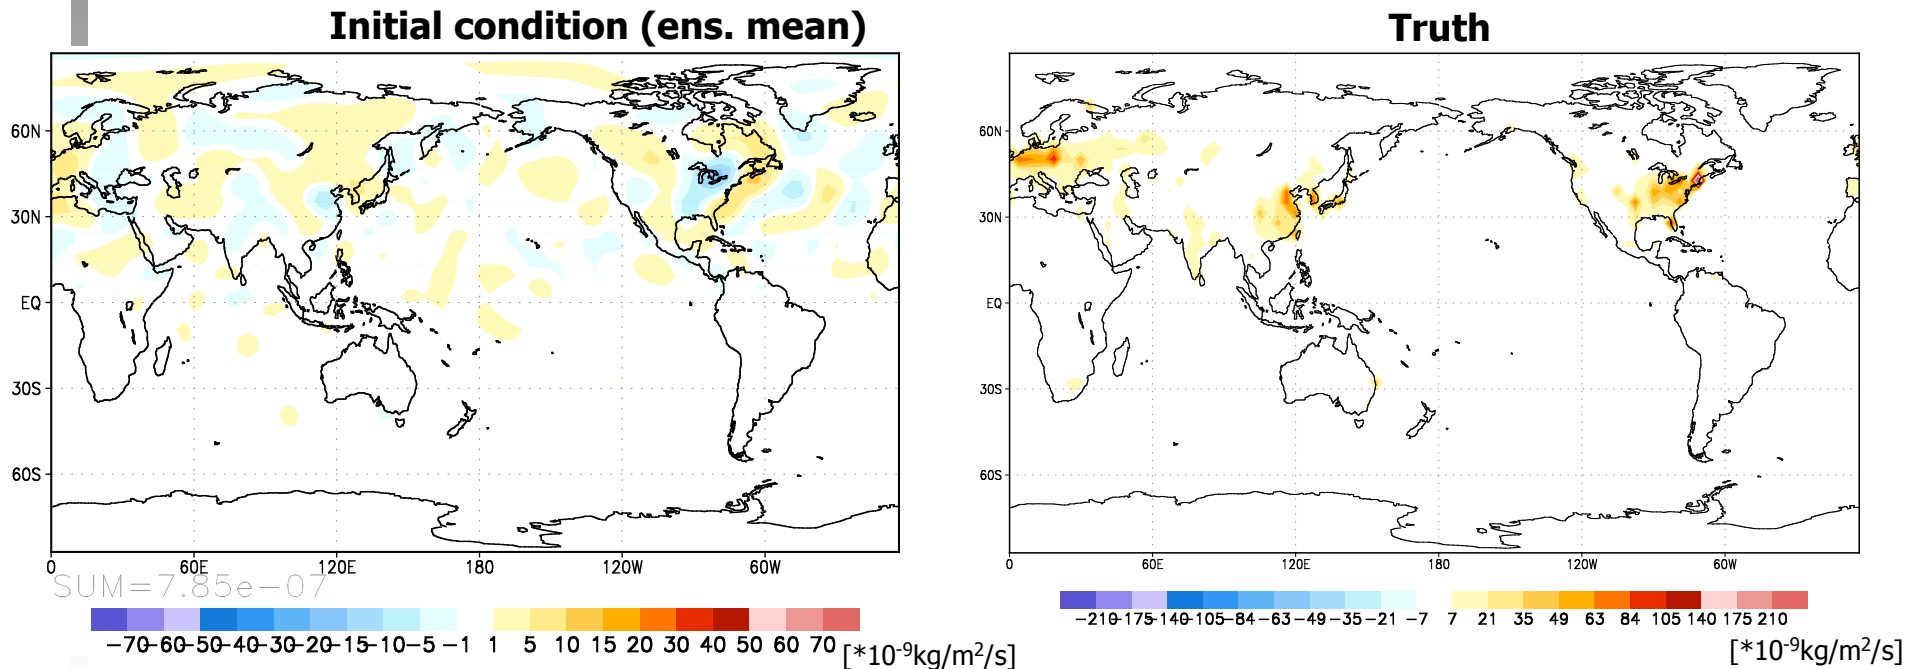 Initial condition (ens. mean)
Truth
60N
30N
EQ
30S
60S
0 60E 120E 180 120W 60W
SUM=7.85e-07
-70-60-50-40-30-20-15-10-5 -1 1 5 10 15 20 30 40 50 60 70
[*10-9kg/m2/s]
60N
30N
EQ
30S
60S
0 60E 120E 180 120W 60W
-210-175-140-105-84 -63 -49 -35 -21 -7 7 21 35 49 63 84 105 140 175 210
[*10-9kg/m2/s]